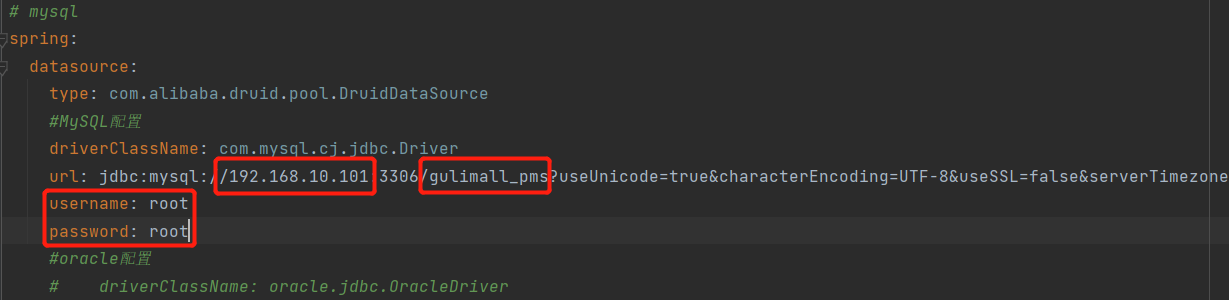 # mysql
spring:
datasource:
type: com.alibaba.druid.pool.DruidDataSource
#MySQL配置
driverClassName: com.mysql.cj.jdbc.Driver
url: jdbc:mysql://192.168.10.101:3306/gulimall_pms?useUnicode=true&characterEncoding=UTF-8&useSSL=false&serverTimezone
username: root
password: root
#oracle配置
#    driverClassName: oracle.jdbc.OracleDriver